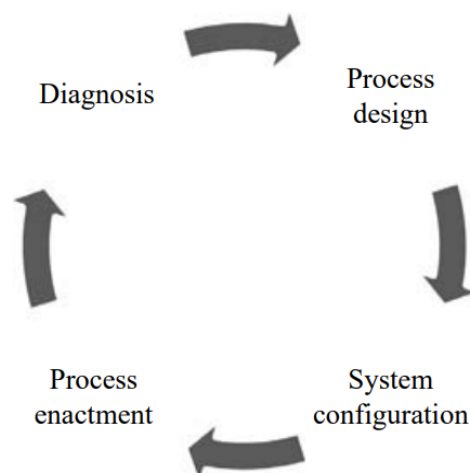 Diagnosis
Process
design
System
configuration
Process
enactment